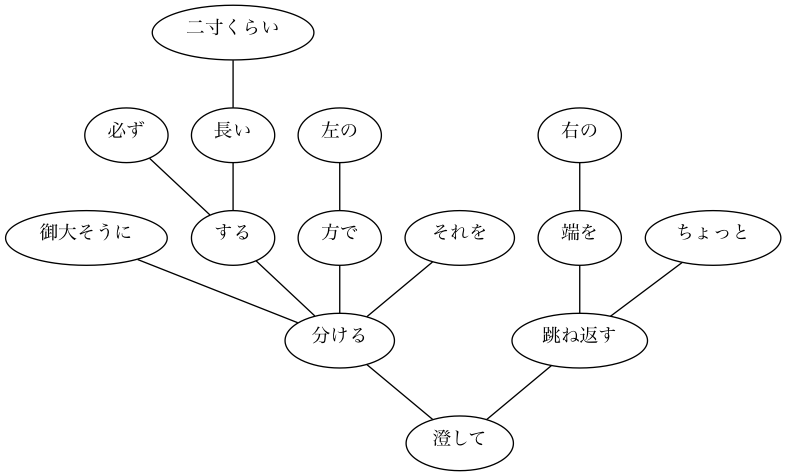 二寸くらい
必ず
長い
左の
右の
御大そうに
する
方で
それを
端を
ちょっと
分ける
跳ね返す
澄して